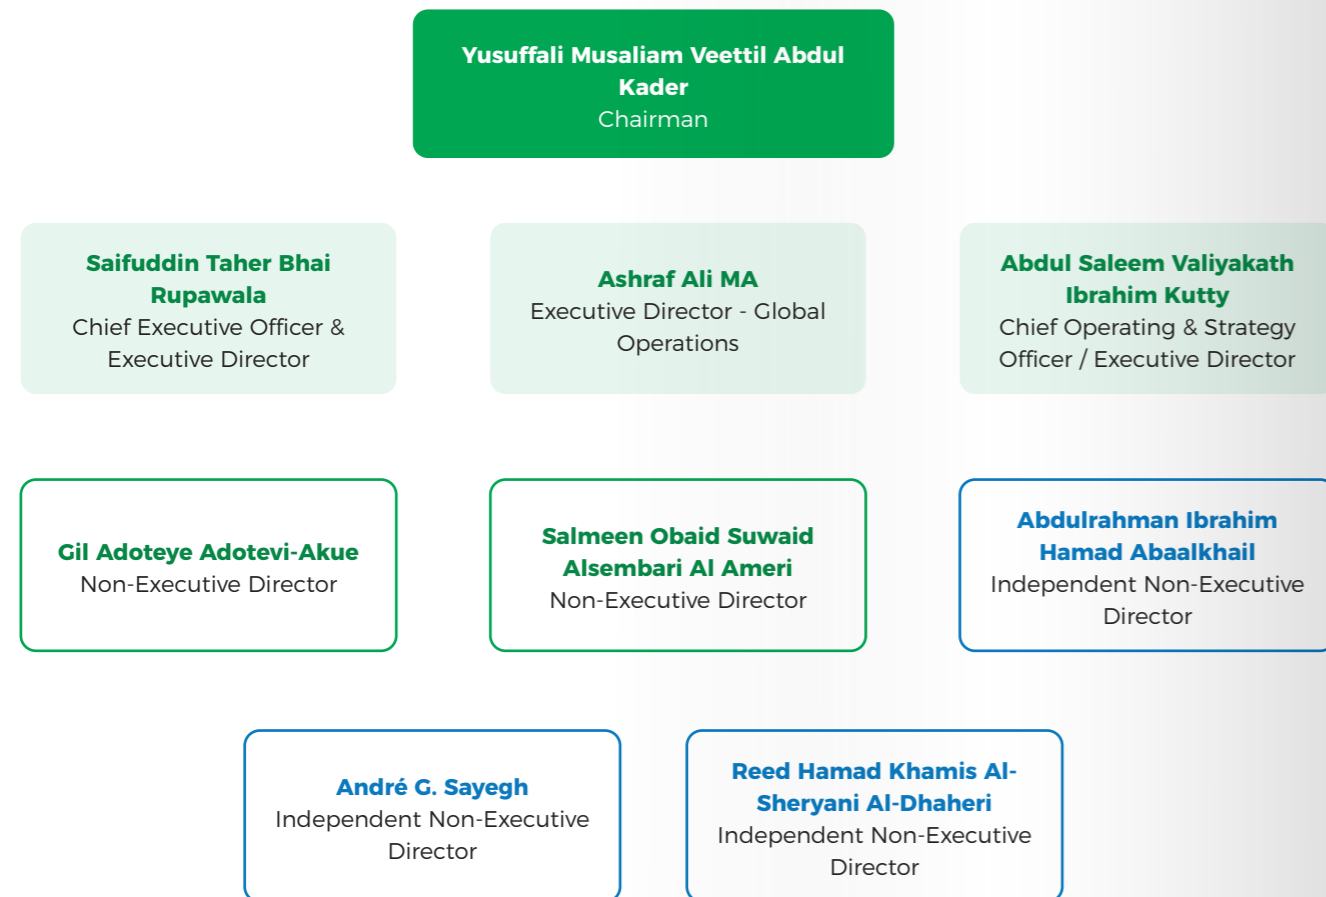 Yusuffali Musaliam Veettil Abdul
Kader
Chairman
Saifuddin Taher Bhai
Rupawala
Chief Executive Officer &
Executive Director
Ashraf Ali MA
Executive Director - Global
Operations
Abdul Saleem Valiyakath
Ibrahim Kutty
Chief Operating & Strategy
Officer / Executive Director
Gil Adoteye Adotevi-Akue
Non-Executive Director
Salmeen Obaid Suwaid
Alsembari Al Ameri
Non-Executive Director
Abdulrahman Ibrahim
Hamad Abaalkhail
Independent Non-Executive
Director
André G. Sayegh
Independent Non-Executive
Director
Reed Hamad Khamis Al-
Sheryani Al-Dhaheri
Independent Non-Executive
Director